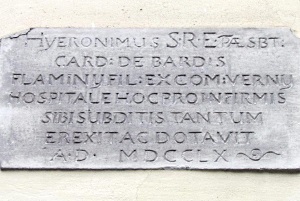 HYERONIMUS S·R·E PÆSBT:
CARD: DE BARDIS
FLAMINII FIL: EX COM: VERNII
HOSPITALE HOC PRO INFIRMIS
SIBI SUBDITIS TANTUM
EREXIT AC DOTAVIT
A·D· MDCCLX